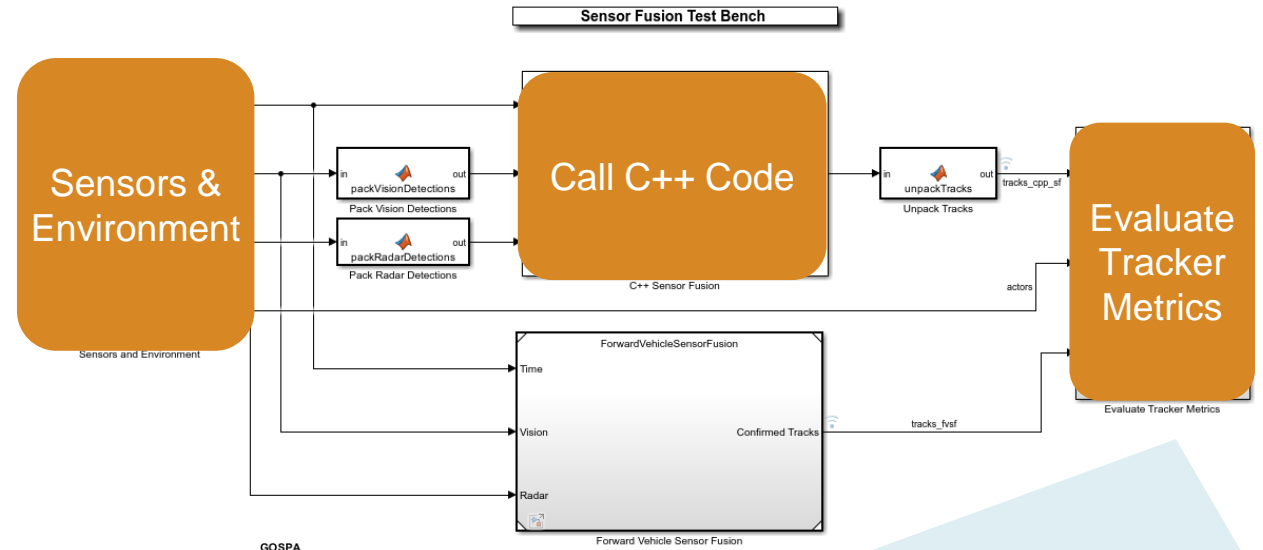 Sensor Fusion Test Bench
Sensors &
Environment
Sensors and Environment
in
out
packVisionDetections
Pack Vision Detections
in
out
packRadarDetections
Pack Radar Detections
Call C++ Code
C++ Sensor Fusion
in
out
unpackTracks
Unpack Tracks
tracks_cpp_sf
actors
Evaluate
Tracker
Metrics
Evaluate Tracker Metrics
ForwardVehicleSensorFusion
Time
Vision
Confirmed Tracks
tracks_fvsf
Radar
Forward Vehicle Sensor Fusion
GOSPA